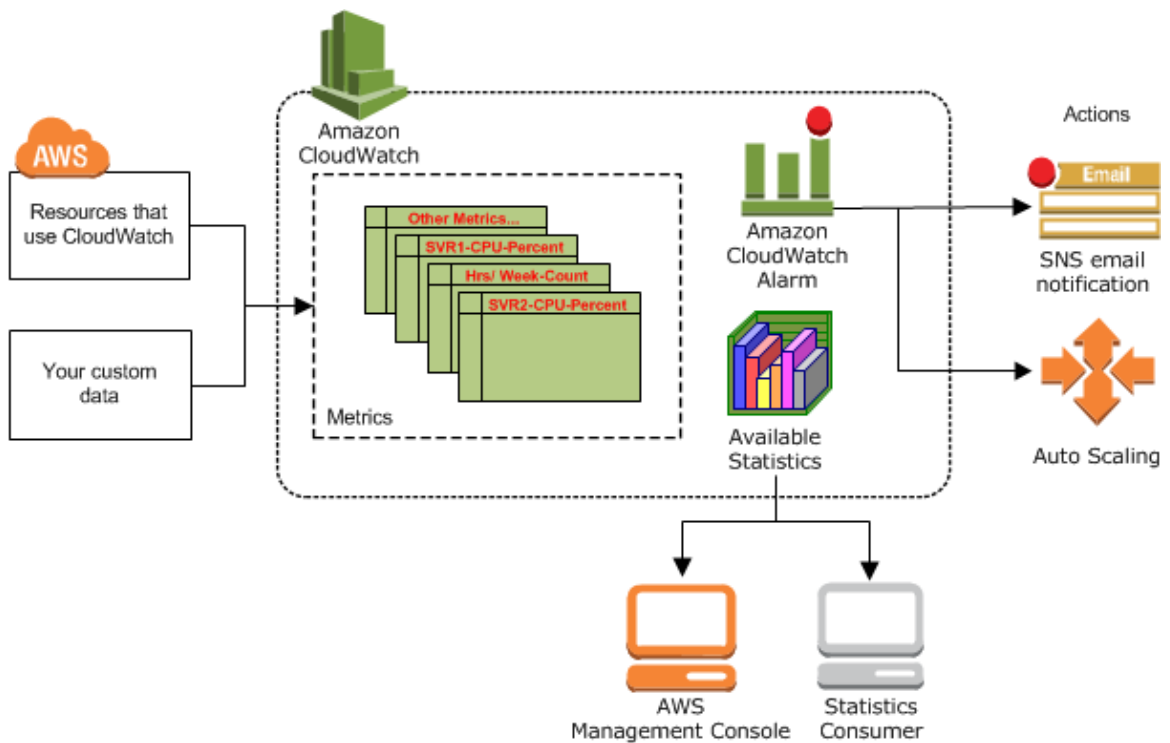 Amazon
CloudWatch
Actions
AWS
Resources that
use CloudWatch
Your custom
data
Other Metrics...
SVR1-CPU-Percent
Hrs/ Week-Count
SVR2-CPU-Percent
Metrics
Amazon
CloudWatch
Alarm
Available
Statistics
Email
SNS email
notification
Auto Scaling
AWS
Management Console
Statistics
Consumer